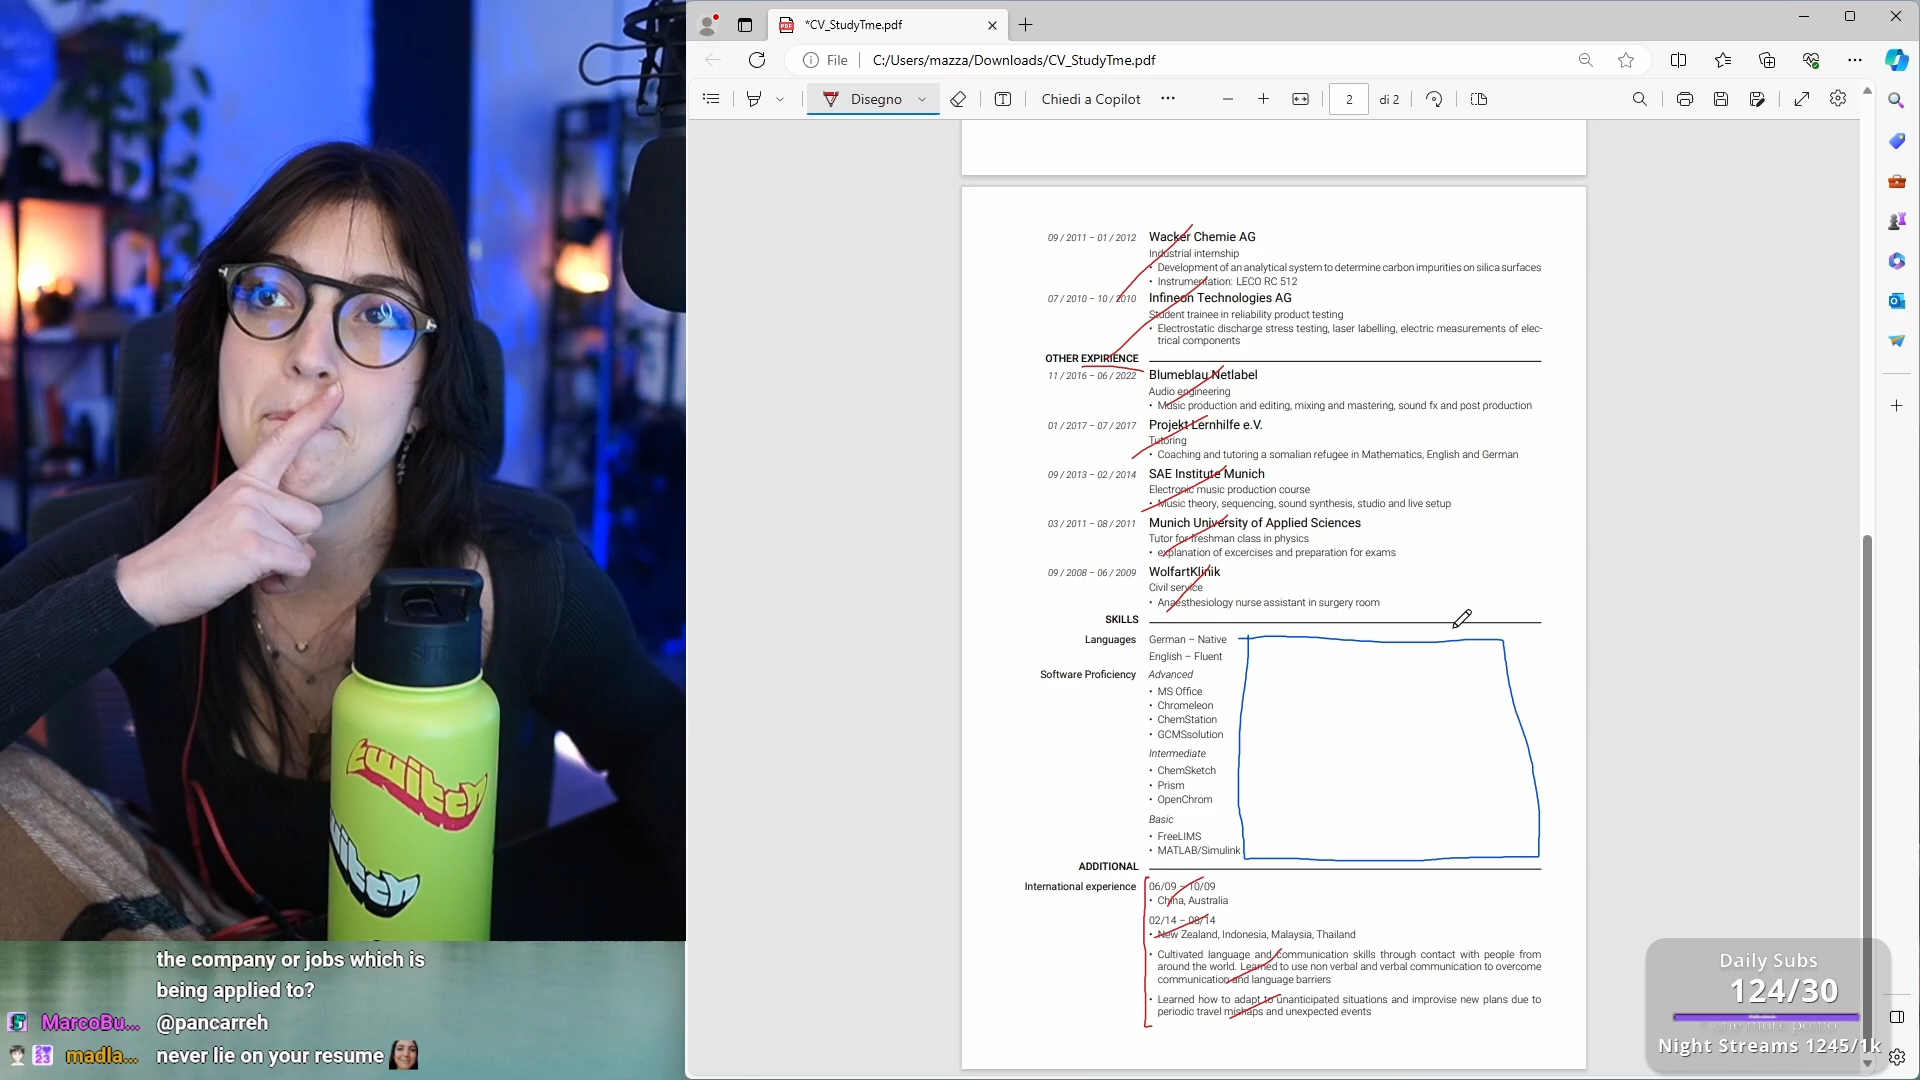 *CV_StudyTme.pdf
File
C:/Users/mazza/Downloads/CV_StudyTme.pdf
Disegno
Chiedi a Copilot
2
di 2
09 / 2011 – 01 / 2012
Wacker Chemie AG
Industrial internship
• Development of an analytical system to determine carbon impurities on silica surfaces
• Instrumentation: LECO RC 512
07 / 2010 – 10 / 2010
Infineon Technologies AG
Student trainee in reliability product testing
• Electrostatic discharge stress testing, laser labelling, electric measurements of elec-
trical components
OTHER EXPIRIENCE
11 / 2016 – 06 / 2022
Blumeblau Netlabel
Audio engineering
• Music production and editing, mixing and mastering, sound fx and post production
01 / 2017 – 07 / 2017
Projekt Lernhilfe e.V.
Tutoring
• Coaching and tutoring a somalian refugee in Mathematics, English and German
09 / 2013 – 02 / 2014
SAE Institute Munich
Electronic music production course
• Music theory, sequencing, sound synthesis, studio and live setup
03 / 2011 – 08 / 2011
Munich University of Applied Sciences
Tutor for freshman class in physics
• explanation of excercises and preparation for exams
09 / 2008 – 06 / 2009
WolfartKlinik
Civil service
• Anaesthesiology nurse assistant in surgery room
SKILLS
Languages
German – Native
English – Fluent
Software Proficiency
Advanced
• MS Office
• Chromeleon
• ChemStation
• GCMSsolution
Intermediate
• ChemSketch
• Prism
• OpenChrom
Basic
• FreeLIMS
• MATLAB/Simulink
ADDITIONAL
International experience
06/09 – 10/09
• China, Australia
02/14 – 08/14
• New Zealand, Indonesia, Malaysia, Thailand
• Cultivated language and communication skills through contact with people from
around the world. Learned to use non verbal and verbal communication to overcome
communication and language barriers
• Learned how to adapt to unanticipated situations and improvise new plans due to
periodic travel mishaps and unexpected events
twitch
twitch
the company or jobs which is
being applied to?
MarcoBu... @pancarreh
madla... never lie on your resume
Daily Subs
124/30
Night Streams 1245/1k